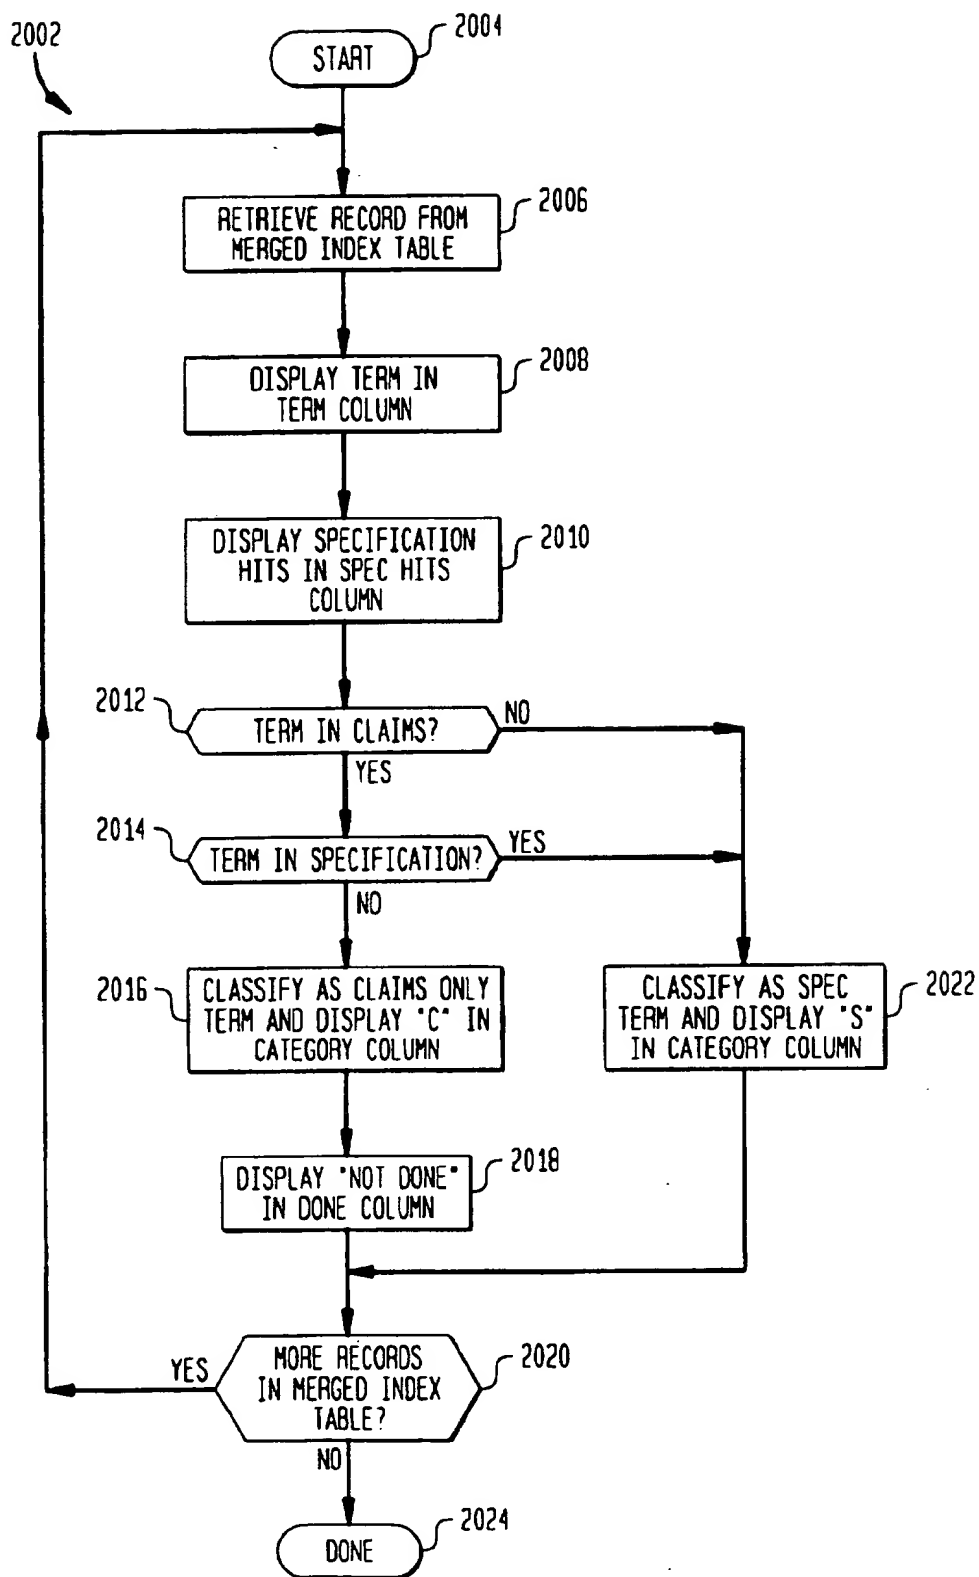 2002
2004
START
2006
RETRIEVE RECORD FROM
MERGED INDEX TABLE
2008
DISPLAY TERM IN
TERM COLUMN
2010
DISPLAY SPECIFICATION
HITS IN SPEC HITS
COLUMN
2012
TERM IN CLAIMS?
NO
YES
2014
TERM IN SPECIFICATION?
YES
NO
2016
CLASSIFY AS CLAIMS ONLY
TERM AND DISPLAY "C" IN
CATEGORY COLUMN
2022
CLASSIFY AS SPEC
TERM AND DISPLAY "S"
IN CATEGORY COLUMN
2018
DISPLAY "NOT DONE"
IN DONE COLUMN
2020
MORE RECORDS
IN MERGED INDEX
TABLE?
YES
NO
2024
DONE